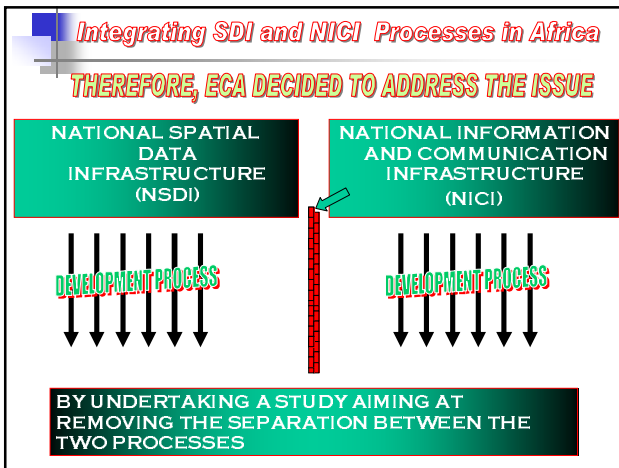 Integrating SDI and NICI Processes in Africa
THEREFORE, ECA DECIDED TO ADDRESS THE ISSUE
NATIONAL SPATIAL
DATA
INFRASTRUCTURE
(NSDI)
NATIONAL INFORMATION
AND COMMUNICATION
INFRASTRUCTURE
(NICI)
DEVELOPMENT PROCESS
DEVELOPMENT PROCESS
BY UNDERTAKING A STUDY AIMING AT
REMOVING THE SEPARATION BETWEEN THE
TWO PROCESSES